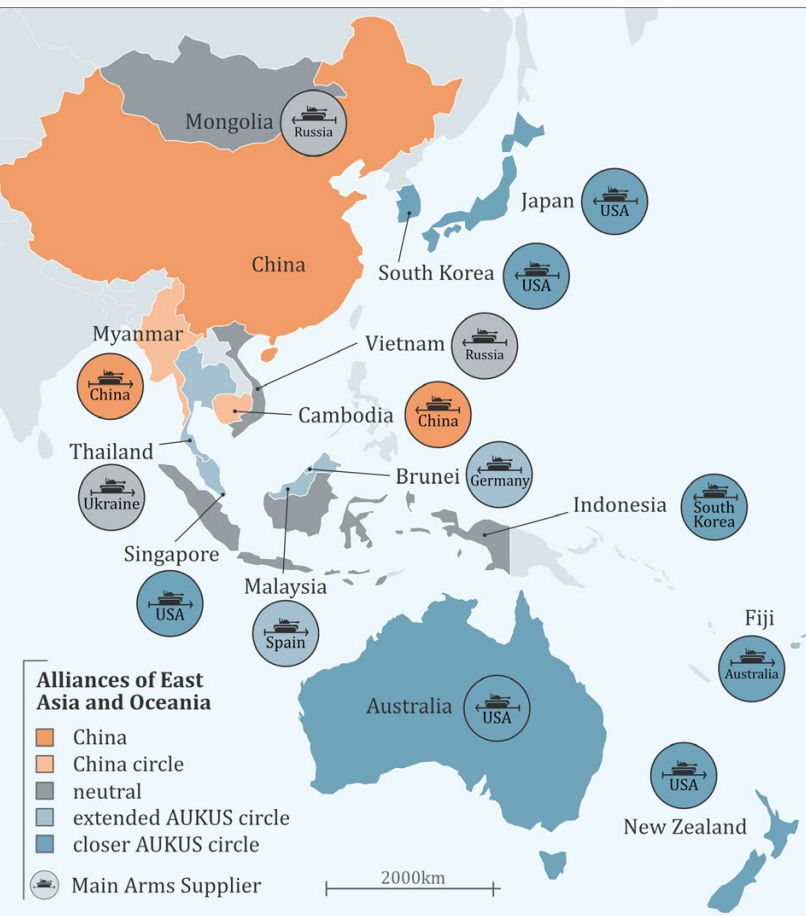 Mongolia
Russia
Japan
USA
China
South Korea
USA
Myanmar
Vietnam
Russia
China
Cambodia
China
Thailand
Brunei
Germany
Ukraine
Indonesia
South
Korea
Singapore
USA
Malaysia
Spain
Fiji
Australia
Alliances of East
Asia and Oceania
China
China circle
neutral
extended AUKUS circle
closer AUKUS circle
Main Arms Supplier
Australia
USA
USA
New Zealand
2000km